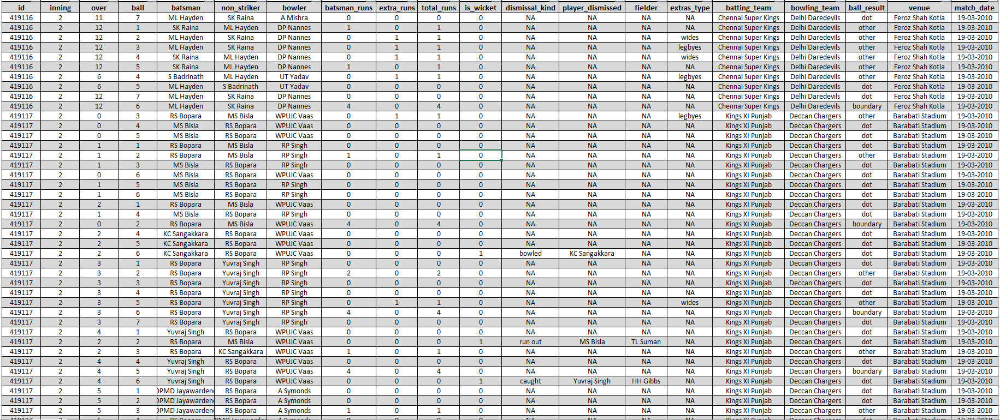 id inning over ball batsman non_striker bowler batsman_runs extra_runs total_runs is_wicket dismissal_kind player_dismissed fielder extras_type batting_team bowling_team ball_result venue match_date
419116 2 11 7 ML Hayden SK Raina A Mishra 0 0 0 0 NA NA NA NA Chennai Super Kings Delhi Daredevils dot Feroz Shah Kotla 19-03-2010
419116 2 12 1 SK Raina ML Hayden DP Nannes 1 0 1 0 NA NA NA NA Chennai Super Kings Delhi Daredevils other Feroz Shah Kotla 19-03-2010
419116 2 12 2 ML Hayden SK Raina DP Nannes 0 1 1 0 NA NA NA wides Chennai Super Kings Delhi Daredevils other Feroz Shah Kotla 19-03-2010
419116 2 12 3 ML Hayden SK Raina DP Nannes 0 1 1 0 NA NA NA legbyes Chennai Super Kings Delhi Daredevils other Feroz Shah Kotla 19-03-2010
419116 2 12 4 SK Raina ML Hayden DP Nannes 0 1 1 0 NA NA NA wides Chennai Super Kings Delhi Daredevils other Feroz Shah Kotla 19-03-2010
419116 2 12 5 SK Raina ML Hayden DP Nannes 1 0 1 0 NA NA NA NA Chennai Super Kings Delhi Daredevils other Feroz Shah Kotla 19-03-2010
419116 2 6 4 S Badrinath ML Hayden UT Yadav 0 1 1 0 NA NA NA legbyes Chennai Super Kings Delhi Daredevils other Feroz Shah Kotla 19-03-2010
419116 2 6 5 ML Hayden S Badrinath UT Yadav 0 0 0 0 NA NA NA NA Chennai Super Kings Delhi Daredevils dot Feroz Shah Kotla 19-03-2010
419116 2 12 7 ML Hayden SK Raina DP Nannes 0 0 0 0 NA NA NA NA Chennai Super Kings Delhi Daredevils dot Feroz Shah Kotla 19-03-2010
419116 2 12 6 ML Hayden SK Raina DP Nannes 4 0 4 0 NA NA NA NA Chennai Super Kings Delhi Daredevils boundary Feroz Shah Kotla 19-03-2010
419117 2 0 3 RS Bopara MS Bisla WPUJC Vaas 0 1 1 0 NA NA NA legbyes Kings XI Punjab Deccan Chargers other Barabati Stadium 19-03-2010
419117 2 0 4 MS Bisla RS Bopara WPUJC Vaas 0 0 0 0 NA NA NA NA Kings XI Punjab Deccan Chargers dot Barabati Stadium 19-03-2010
419117 2 0 5 MS Bisla RS Bopara WPUJC Vaas 0 0 0 0 NA NA NA NA Kings XI Punjab Deccan Chargers dot Barabati Stadium 19-03-2010
419117 2 1 1 RS Bopara MS Bisla RP Singh 0 0 0 0 NA NA NA NA Kings XI Punjab Deccan Chargers dot Barabati Stadium 19-03-2010
419117 2 1 2 RS Bopara MS Bisla RP Singh 1 0 1 0 NA NA NA NA Kings XI Punjab Deccan Chargers other Barabati Stadium 19-03-2010
419117 2 1 3 MS Bisla RS Bopara RP Singh 0 0 0 0 NA NA NA NA Kings XI Punjab Deccan Chargers dot Barabati Stadium 19-03-2010
419117 2 0 6 MS Bisla RS Bopara WPUJC Vaas 0 0 0 0 NA NA NA NA Kings XI Punjab Deccan Chargers dot Barabati Stadium 19-03-2010
419117 2 1 5 MS Bisla RS Bopara RP Singh 0 0 0 0 NA NA NA NA Kings XI Punjab Deccan Chargers dot Barabati Stadium 19-03-2010
419117 2 1 6 MS Bisla RS Bopara RP Singh 0 0 0 0 NA NA NA NA Kings XI Punjab Deccan Chargers dot Barabati Stadium 19-03-2010
419117 2 2 1 RS Bopara MS Bisla WPUJC Vaas 0 0 0 0 NA NA NA NA Kings XI Punjab Deccan Chargers dot Barabati Stadium 19-03-2010
419117 2 1 4 MS Bisla RS Bopara RP Singh 0 0 0 0 NA NA NA NA Kings XI Punjab Deccan Chargers dot Barabati Stadium 19-03-2010
419117 2 0 2 RS Bopara MS Bisla WPUJC Vaas 4 0 4 0 NA NA NA NA Kings XI Punjab Deccan Chargers boundary Barabati Stadium 19-03-2010
419117 2 2 4 KC Sangakkara RS Bopara WPUJC Vaas 0 0 0 0 NA NA NA NA Kings XI Punjab Deccan Chargers dot Barabati Stadium 19-03-2010
419117 2 2 5 KC Sangakkara RS Bopara WPUJC Vaas 0 0 0 0 NA NA NA NA Kings XI Punjab Deccan Chargers dot Barabati Stadium 19-03-2010
419117 2 2 6 KC Sangakkara RS Bopara WPUJC Vaas 0 0 0 1 bowled KC Sangakkara NA NA Kings XI Punjab Deccan Chargers dot Barabati Stadium 19-03-2010
419117 2 3 1 RS Bopara Yuvraj Singh RP Singh 0 0 0 0 NA NA NA NA Kings XI Punjab Deccan Chargers dot Barabati Stadium 19-03-2010
419117 2 3 2 RS Bopara Yuvraj Singh RP Singh 2 0 2 0 NA NA NA NA Kings XI Punjab Deccan Chargers other Barabati Stadium 19-03-2010
419117 2 3 3 RS Bopara Yuvraj Singh RP Singh 0 0 0 0 NA NA NA NA Kings XI Punjab Deccan Chargers dot Barabati Stadium 19-03-2010
419117 2 3 4 RS Bopara Yuvraj Singh RP Singh 0 0 0 0 NA NA NA NA Kings XI Punjab Deccan Chargers dot Barabati Stadium 19-03-2010
419117 2 3 5 RS Bopara Yuvraj Singh RP Singh 0 1 1 0 NA NA NA wides Kings XI Punjab Deccan Chargers other Barabati Stadium 19-03-2010
419117 2 3 6 RS Bopara Yuvraj Singh RP Singh 4 0 4 0 NA NA NA NA Kings XI Punjab Deccan Chargers boundary Barabati Stadium 19-03-2010
419117 2 3 7 RS Bopara Yuvraj Singh RP Singh 0 0 0 0 NA NA NA NA Kings XI Punjab Deccan Chargers dot Barabati Stadium 19-03-2010
419117 2 4 1 Yuvraj Singh RS Bopara WPUJC Vaas 0 0 0 0 NA NA NA NA Kings XI Punjab Deccan Chargers dot Barabati Stadium 19-03-2010
419117 2 2 2 RS Bopara MS Bisla WPUJC Vaas 0 0 0 1 run out MS Bisla TL Suman NA Kings XI Punjab Deccan Chargers dot Barabati Stadium 19-03-2010
419117 2 2 3 RS Bopara KC Sangakkara WPUJC Vaas 1 0 1 0 NA NA NA NA Kings XI Punjab Deccan Chargers other Barabati Stadium 19-03-2010
419117 2 4 4 Yuvraj Singh RS Bopara WPUJC Vaas 0 0 0 0 NA NA NA NA Kings XI Punjab Deccan Chargers dot Barabati Stadium 19-03-2010
419117 2 4 5 Yuvraj Singh RS Bopara WPUJC Vaas 4 0 4 0 NA NA NA NA Kings XI Punjab Deccan Chargers boundary Barabati Stadium 19-03-2010
419117 2 4 6 Yuvraj Singh RS Bopara WPUJC Vaas 0 0 0 1 caught Yuvraj Singh HH Gibbs NA Kings XI Punjab Deccan Chargers dot Barabati Stadium 19-03-2010
419117 2 5 1 DPMD Jayawarden RS Bopara A Symonds 0 0 0 0 NA NA NA NA Kings XI Punjab Deccan Chargers dot Barabati Stadium 19-03-2010
419117 2 5 2 DPMD Jayawarden RS Bopara A Symonds 0 0 0 0 NA NA NA NA Kings XI Punjab Deccan Chargers dot Barabati Stadium 19-03-2010
419117 2 5 3 DPMD Jayawarden RS Bopara A Symonds 1 0 1 0 NA NA NA NA Kings XI Punjab Deccan Chargers other Barabati Stadium 19-03-2010